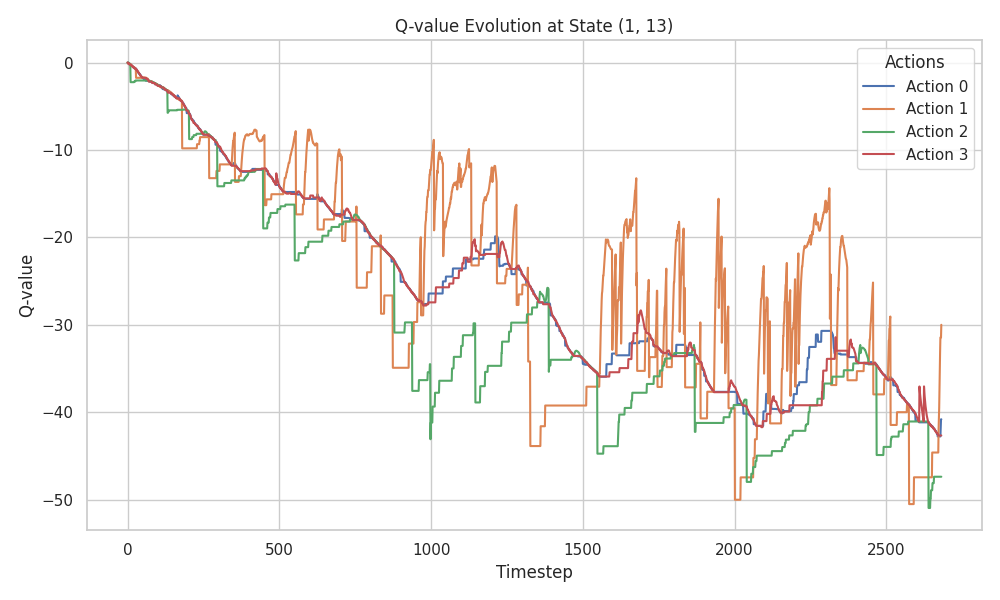 Q-value Evolution at State (1, 13)
Actions
Action 0
Action 1
Action 2
Action 3
Q-value
0
−10
−20
−30
−40
−50
0
500
1000
1500
2000
2500
Timestep